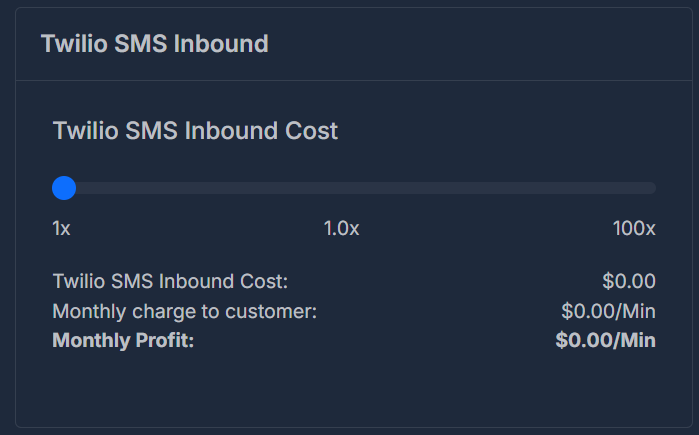 Twilio SMS Inbound
Twilio SMS Inbound Cost
1x 1.0x 100x
Twilio SMS Inbound Cost: $0.00
Monthly charge to customer: $0.00/Min
Monthly Profit: $0.00/Min